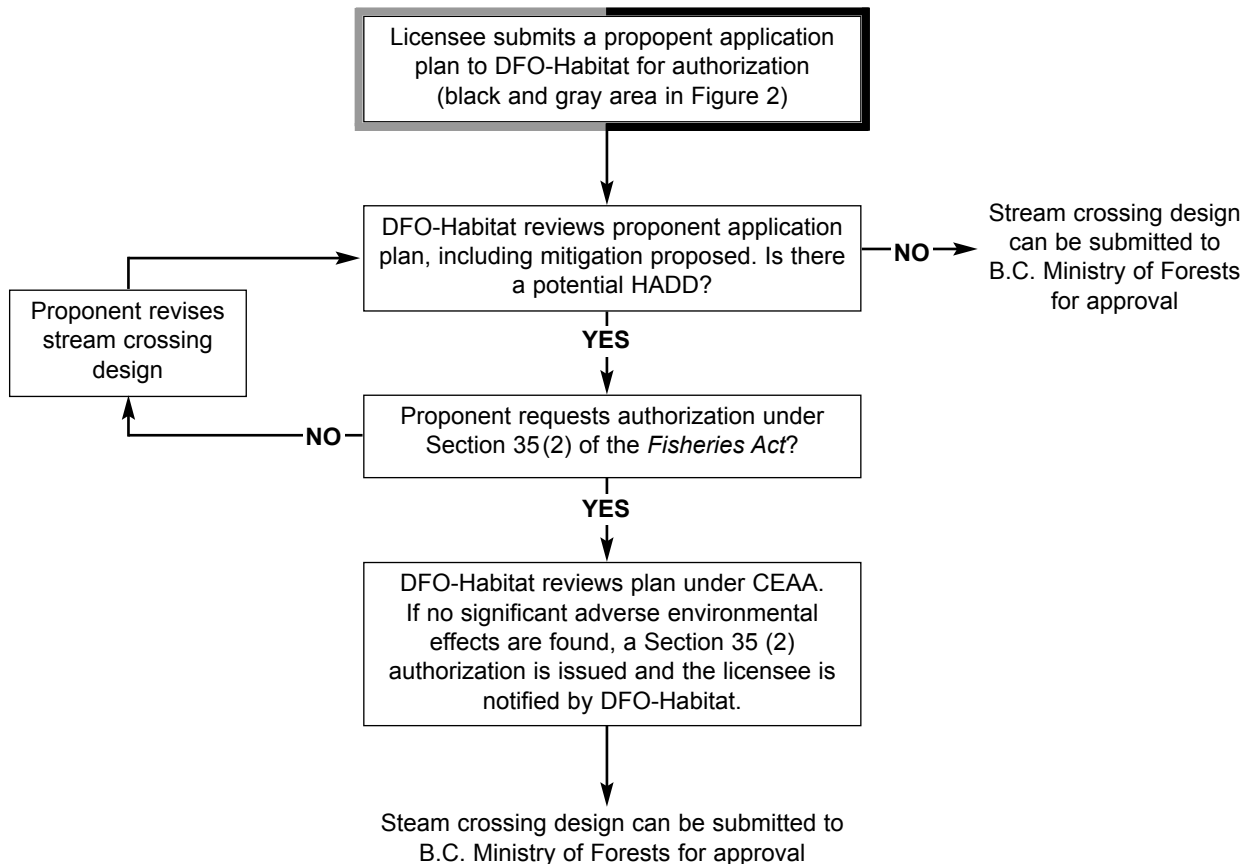 Licensee submits a propopent application
plan to DFO-Habitat for authorization
(black and gray area in Figure 2)
DFO-Habitat reviews proponent application
plan, including mitigation proposed. Is there
a potential HADD?
NO
Stream crossing design
can be submitted to
B.C. Ministry of Forests
for approval
Proponent revises
stream crossing
design
YES
Proponent requests authorization under
Section 35 (2) of the Fisheries Act?
NO
YES
DFO-Habitat reviews plan under CEAA.
If no significant adverse environmental
effects are found, a Section 35 (2)
authorization is issued and the licensee is
notified by DFO-Habitat.
Steam crossing design can be submitted to
B.C. Ministry of Forests for approval